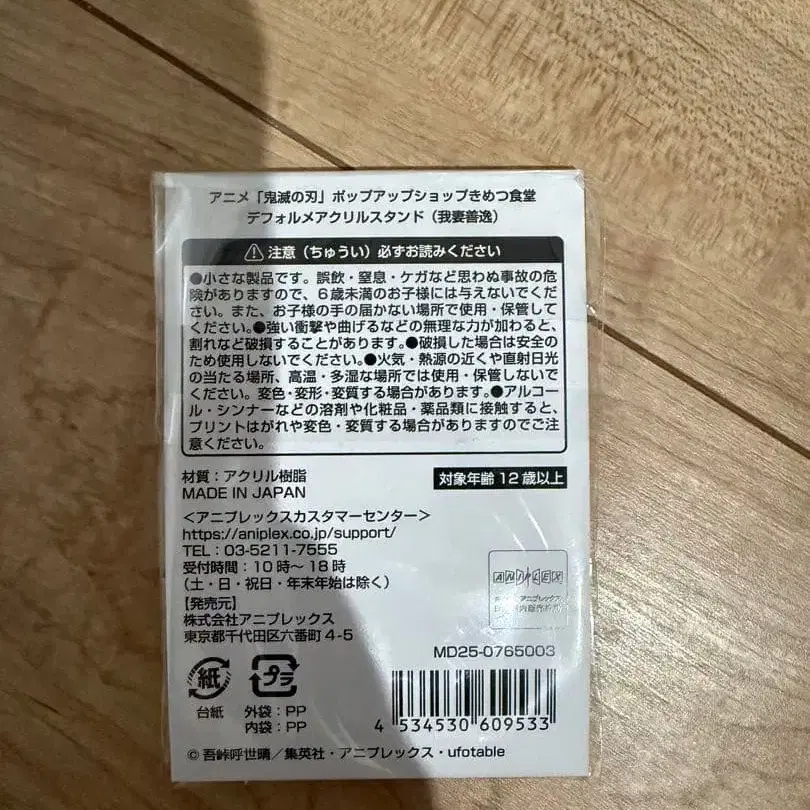 アニメ「鬼滅の刃」ポップアップショップきめつ食堂
デフォルメアクリルスタンド（我妻善逸）
注意（ちゅうい）必ずお読みください
●小さな製品です。誤飲・窒息・ケガなど思わぬ事故の危
険がありますので、6歳未満のお子様には与えないでくだ
さい。また、お子様の手の届かない場所で使用・保管して
ください。●強い衝撃や曲げるなどの無理な力が加わると、
割れなど破損することがあります。●破損した場合は安全の
ため使用しないでください。●火気・熱源の近くや直射日光
の当たる場所、高温・多湿な場所では使用・保管しないで
ください。変色・変形・変質する場合があります。●アルコー
ル・シンナーなどの溶剤や化粧品・薬品類に接触すると、
プリントはがれや変色・変質する場合がありますのでご注
意ください。
材質：アクリル樹脂
対象年齢12歳以上
MADE IN JAPAN
＜アニプレックスカスタマーセンター＞
https://aniplex.co.jp/support/
TEL：03-5211-7555
受付時間：10時～18時
（土・日・祝日・年末年始は除く）
ANIPLEX
アニプレックス
【発売元】
株式会社アニプレックス
東京都千代田区六番町4-5
MD25-0765003
紙 プラ
台紙 外袋：PP
内袋：PP
4 534530 609533
© 吾峠呼世晴／集英社・アニプレックス・ufotable